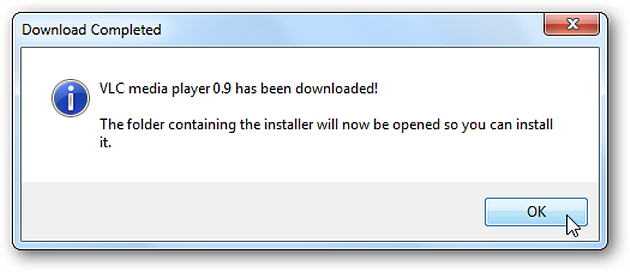 Download Completed
VLC media player 0.9 has been downloaded!
The folder containing the installer will now be opened so you can install
it.
OK